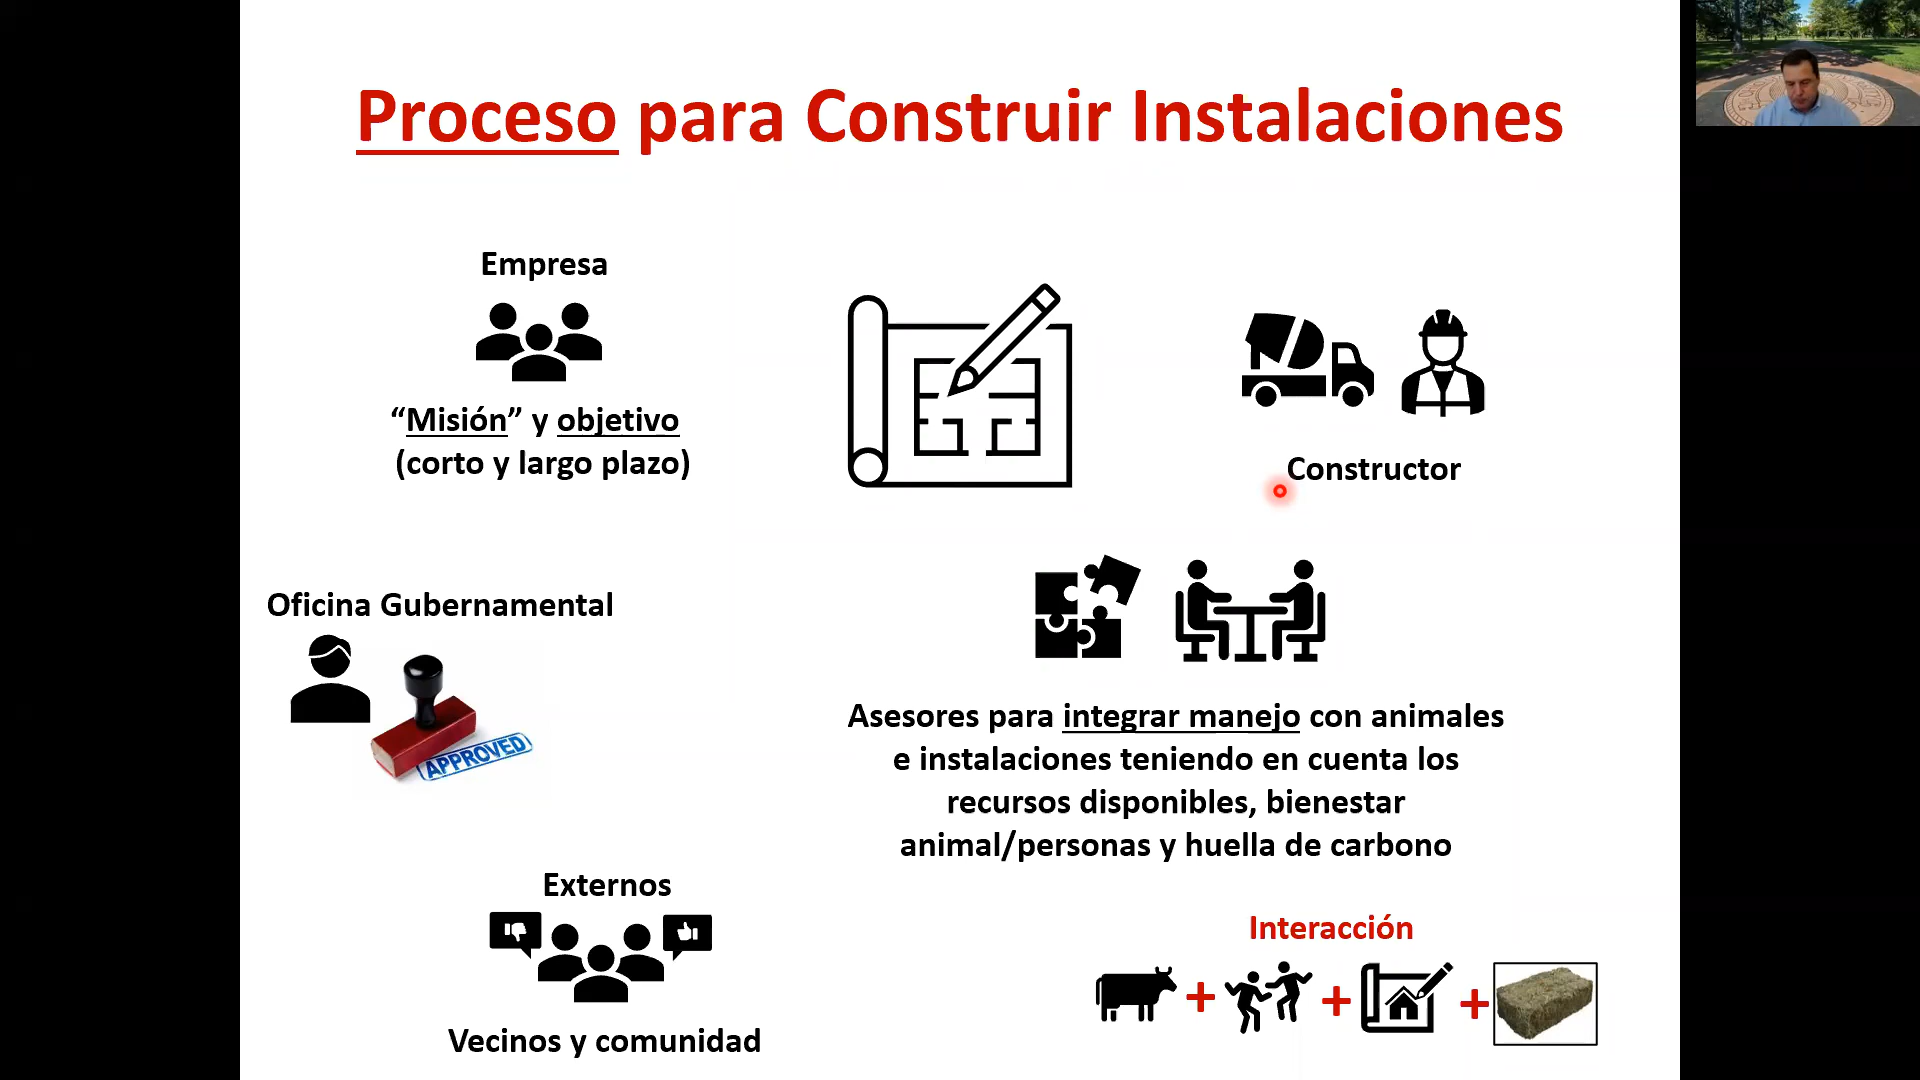 Proceso para Construir Instalaciones
Empresa
“Misión” y objetivo
(corto y largo plazo)
Constructor
Oficina Gubernamental
APPROVED
Asesores para integrar manejo con animales
e instalaciones teniendo en cuenta los
recursos disponibles, bienestar
animal/personas y huella de carbono
Externos
Vecinos y comunidad
Interacción
+ + +